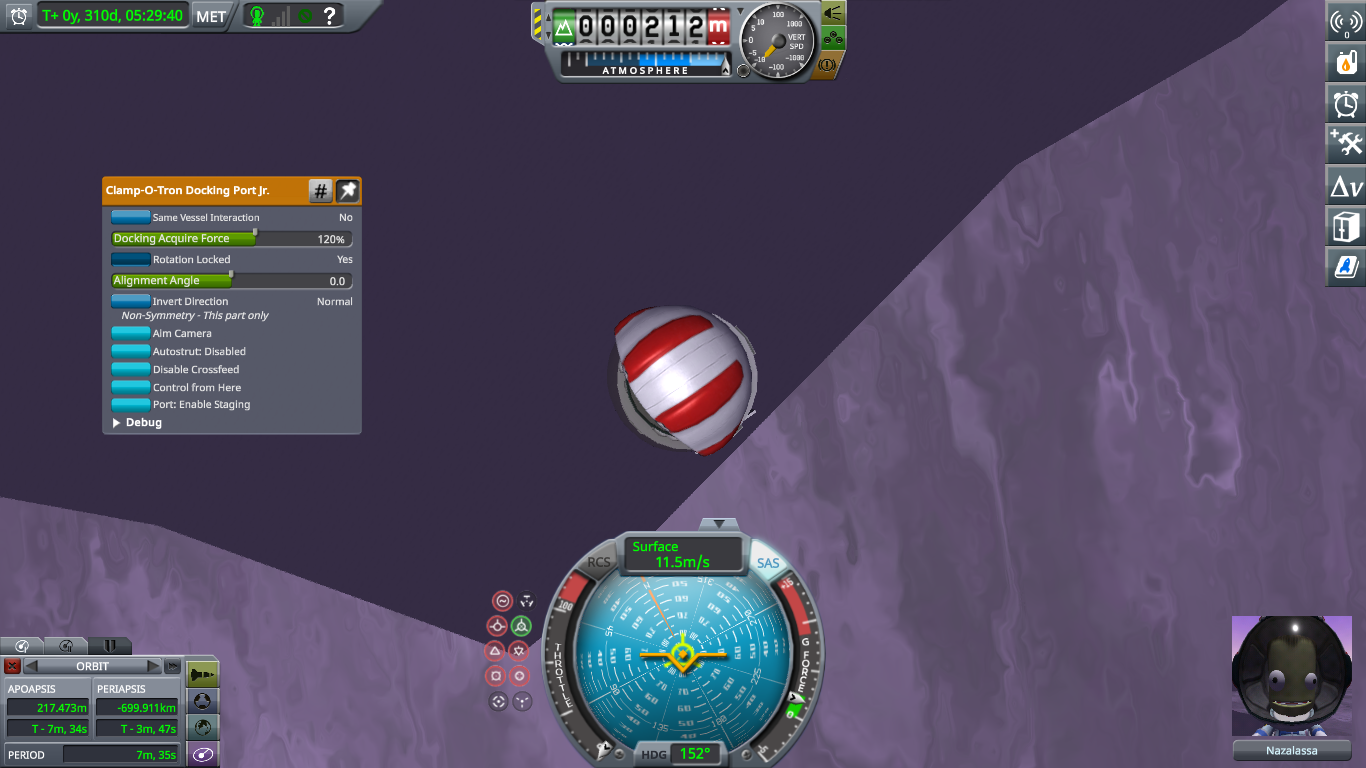 T+ 0y, 310d, 05:29:40 MET ?
000212 m
ATMOSPHERE
VERT
SPD
Clamp-O-Tron Docking Port Jr. #
Same Vessel Interaction No
Docking Acquire Force 120%
Rotation Locked Yes
Alignment Angle 0.0
Invert Direction Normal
Non-Symmetry - This part only
Aim Camera
Autostrut: Disabled
Disable Crossfeed
Control from Here
Port: Enable Staging
Debug
0
Δv
RCS
Surface
11.5m/s
SAS
THROTTLE
100
G FORCE
HDG 152°
ORBIT
APOAPSIS PERIAPSIS
217.473m -699.911km
T - 7m, 34s T - 3m, 47s
PERIOD 7m, 35s
Nazalassa